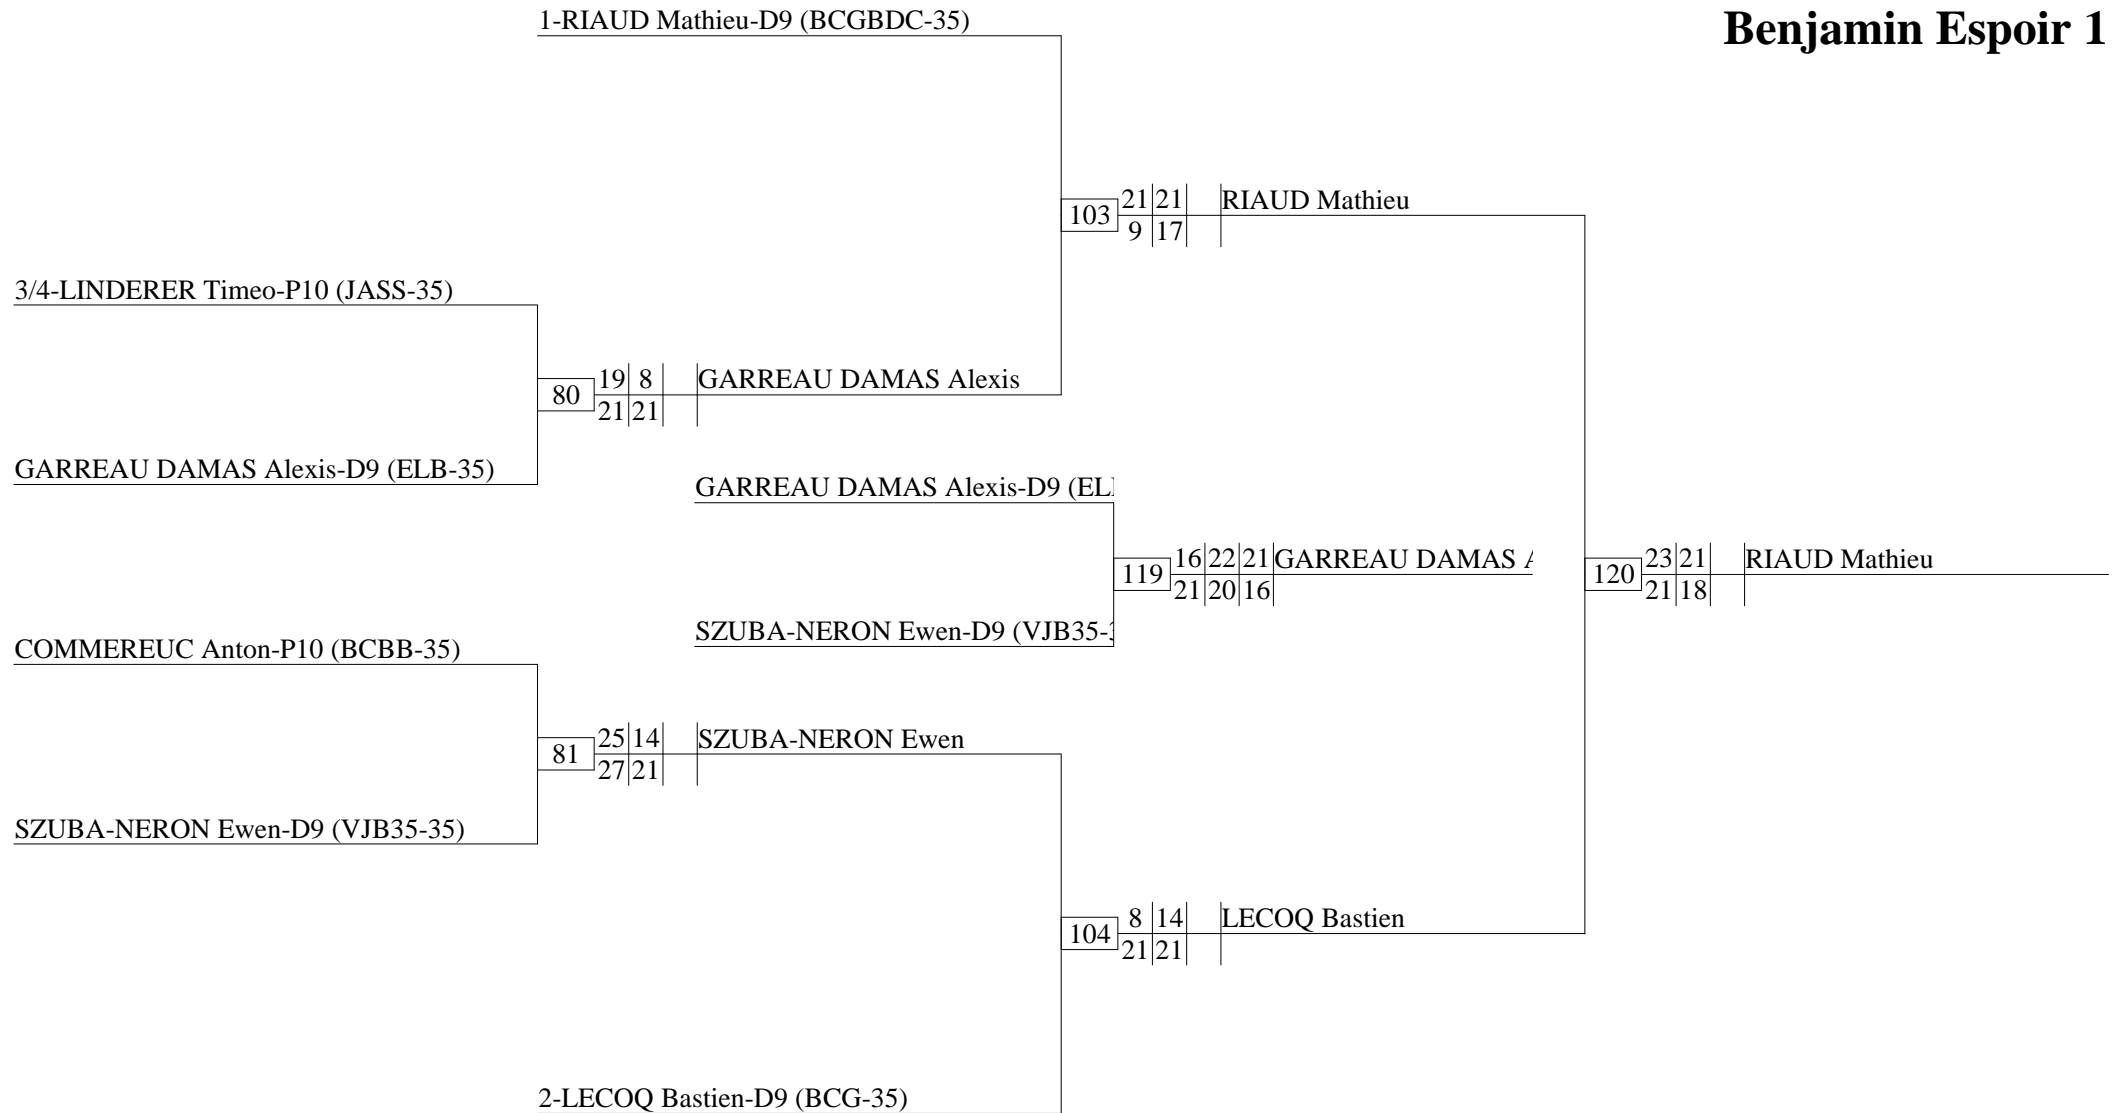 1-RIAUD Mathieu-D9 (BCGBDC-35)
Benjamin Espoir 1
103 21 21 RIAUD Mathieu
9 17
3/4-LINDERER Timeo-P10 (JASS-35)
80 19 8 GARREAU DAMAS Alexis
21 21
GARREAU DAMAS Alexis-D9 (ELB-35)
GARREAU DAMAS Alexis-D9 (EL
119 16 22 21 GARREAU DAMAS
21 20 16
120 23 21 RIAUD Mathieu
21 18
SZUBA-NERON Ewen-D9 (VJB35-
COMMEREUC Anton-P10 (BCBB-35)
81 25 14 SZUBA-NERON Ewen
27 21
SZUBA-NERON Ewen-D9 (VJB35-35)
104 8 14 LECOQ Bastien
21 21
2-LECOQ Bastien-D9 (BCG-35)